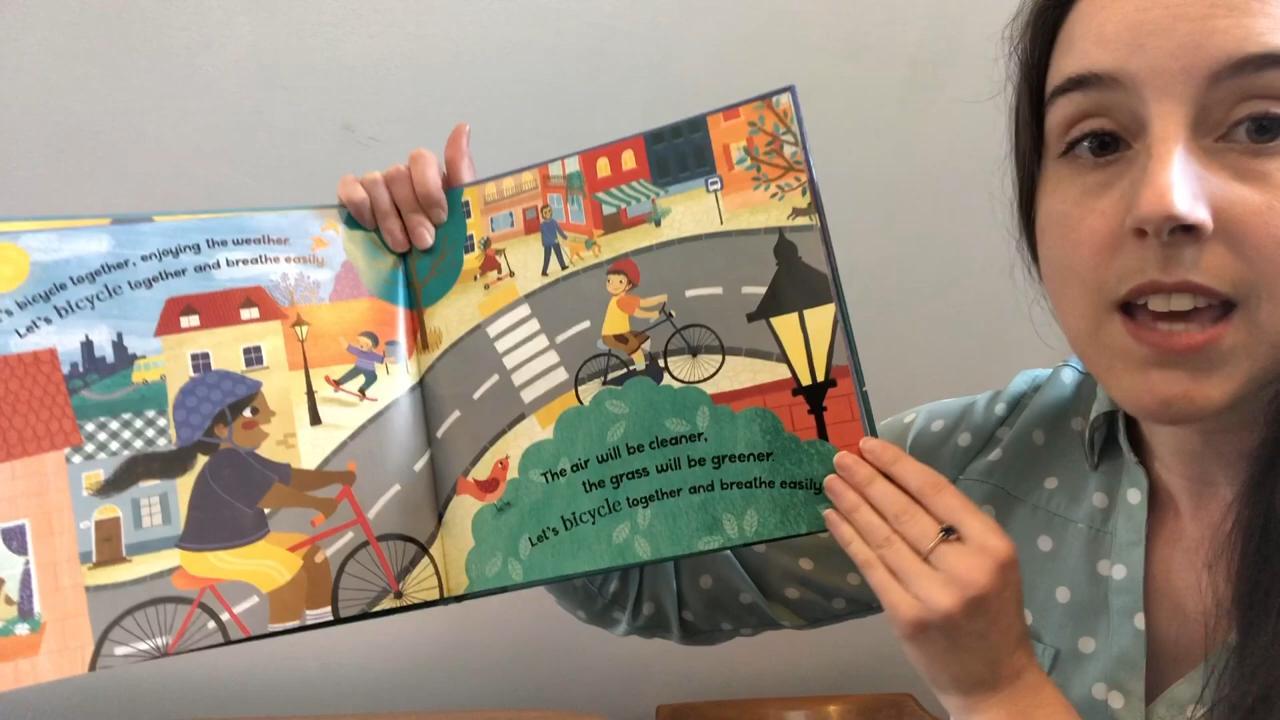 bicycle together, enjoying the weather.
Let's bicycle together and breathe easily.
The air will be cleaner,
the grass will be greener.
Let's bicycle together and breathe easily